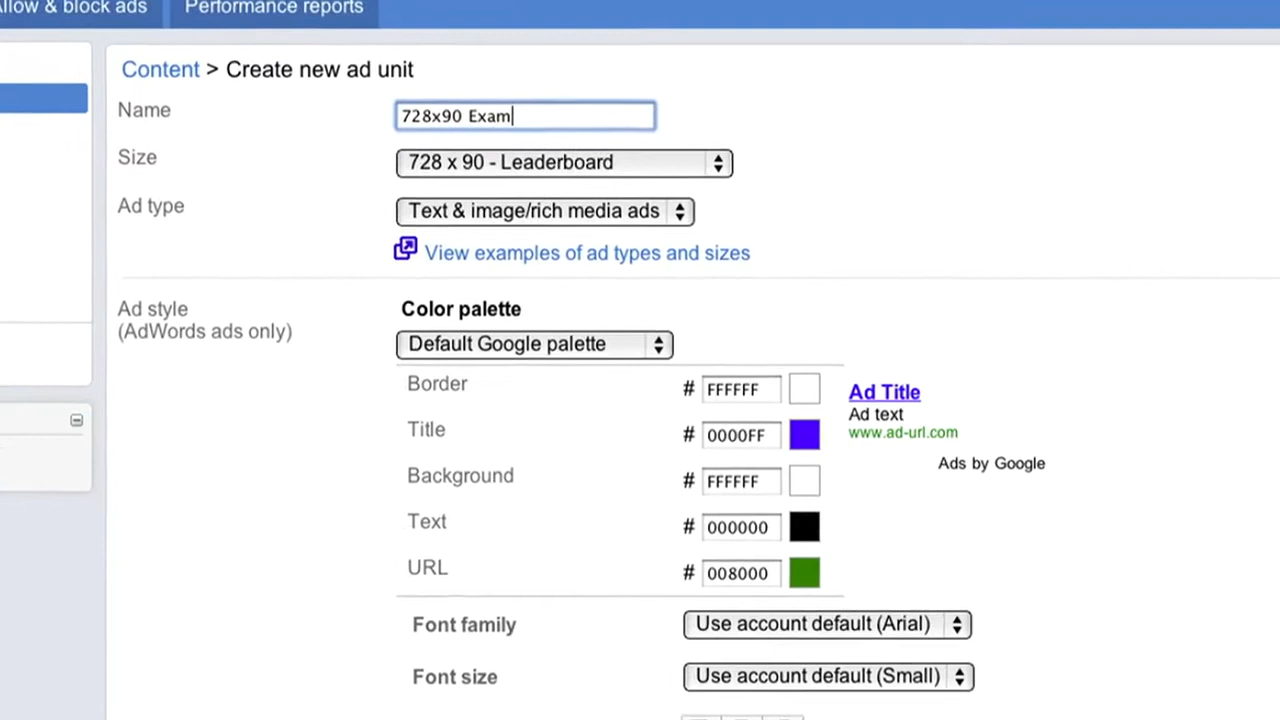 Allow & block ads
Performance reports
Content > Create new ad unit
Name
728x90 Exam
Size
728 x 90 - Leaderboard
Ad type
Text & image/rich media ads
View examples of ad types and sizes
Ad style
(AdWords ads only)
Color palette
Default Google palette
Border
# FFFFFF
Title
# 0000FF
Background
# FFFFFF
Text
# 000000
URL
# 008000
Ad Title
Ad text
www.ad-url.com
Ads by Google
Font family
Use account default (Arial)
Font size
Use account default (Small)